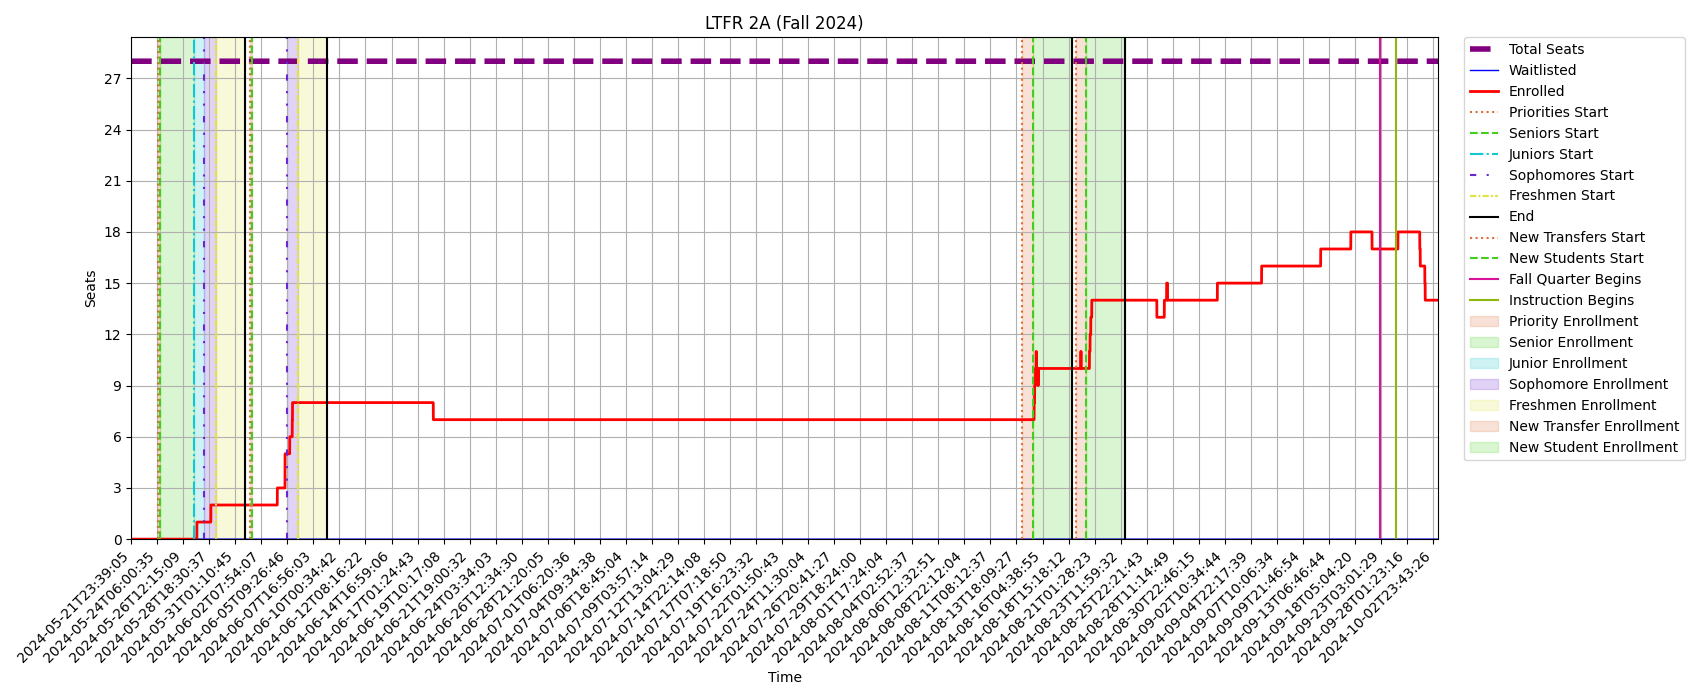 LTFR 2A (Fall 2024)
Seats
27
24
21
18
15
12
9
6
3
0
2024-05-21T23:39:05
2024-05-24T06:00:35
2024-05-26T12:15:09
2024-05-28T18:30:37
2024-05-31T01:10:45
2024-06-02T07:54:07
2024-06-05T09:26:46
2024-06-07T16:56:03
2024-06-10T00:34:42
2024-06-12T08:16:22
2024-06-14T16:59:06
2024-06-17T01:24:43
2024-06-19T10:17:08
2024-06-21T19:00:32
2024-06-24T03:34:03
2024-06-26T12:34:30
2024-06-28T21:20:05
2024-07-01T06:20:36
2024-07-04T09:34:38
2024-07-06T18:45:04
2024-07-09T03:57:14
2024-07-12T13:04:29
2024-07-14T22:14:08
2024-07-17T07:18:50
2024-07-19T16:23:32
2024-07-22T01:50:43
2024-07-24T11:30:04
2024-07-26T20:41:27
2024-07-29T18:24:00
2024-08-01T17:24:04
2024-08-04T02:52:37
2024-08-06T12:32:51
2024-08-08T22:12:04
2024-08-11T08:12:37
2024-08-13T18:09:27
2024-08-16T04:38:53
2024-08-18T15:18:12
2024-08-21T01:28:23
2024-08-23T11:59:32
2024-08-25T22:21:43
2024-08-28T11:14:49
2024-08-30T22:46:15
2024-09-02T10:34:44
2024-09-04T22:17:39
2024-09-07T10:06:34
2024-09-09T21:46:54
2024-09-13T06:46:44
2024-09-18T05:04:20
2024-09-23T03:01:29
2024-09-28T01:23:16
2024-10-02T23:43:26
Time
Total Seats
Waitlisted
Enrolled
Priorities Start
Seniors Start
Juniors Start
Sophomores Start
Freshmen Start
End
New Transfers Start
New Students Start
Fall Quarter Begins
Instruction Begins
Priority Enrollment
Senior Enrollment
Junior Enrollment
Sophomore Enrollment
Freshmen Enrollment
New Transfer Enrollment
New Student Enrollment